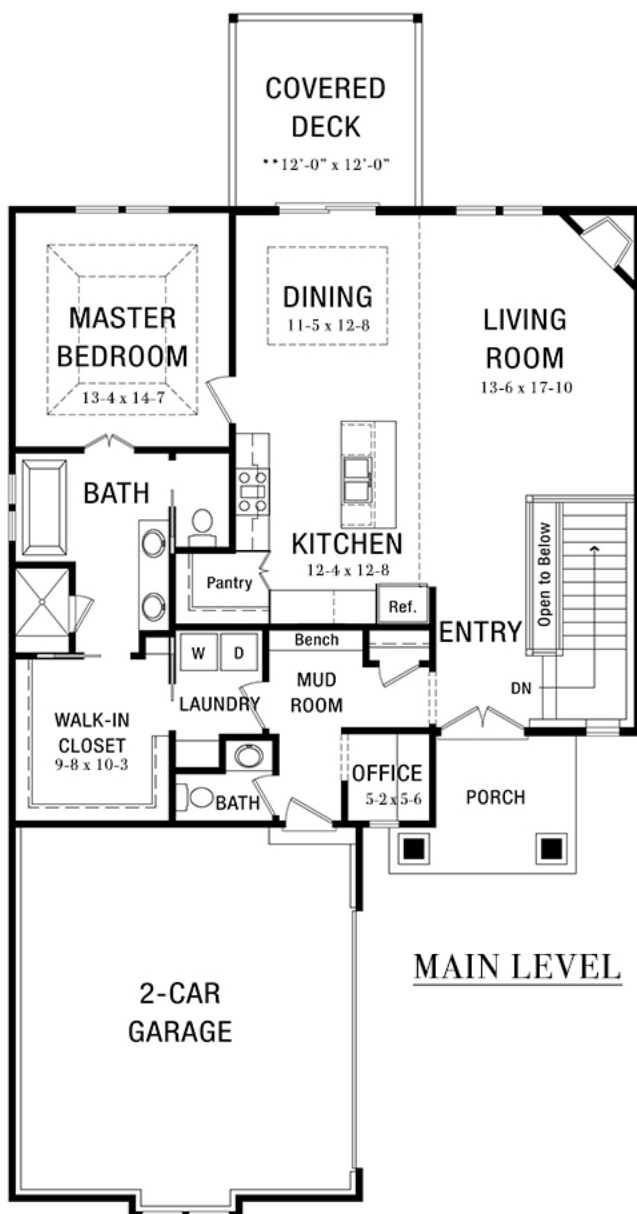 COVERED
DECK
**12'-0" x 12'-0"
MASTER
BEDROOM
13-4 x 14-7
DINING
11-5 x 12-8
LIVING
ROOM
13-6 x 17-10
BATH
KITCHEN
12-4 x 12-8
Pantry
Ref.
Open to Below
ENTRY
DN
W
D
LAUNDRY
Bench
MUD
ROOM
WALK-IN
CLOSET
9-8 x 10-3
BATH
OFFICE
5-2 x 5-6
PORCH
MAIN LEVEL
2-CAR
GARAGE